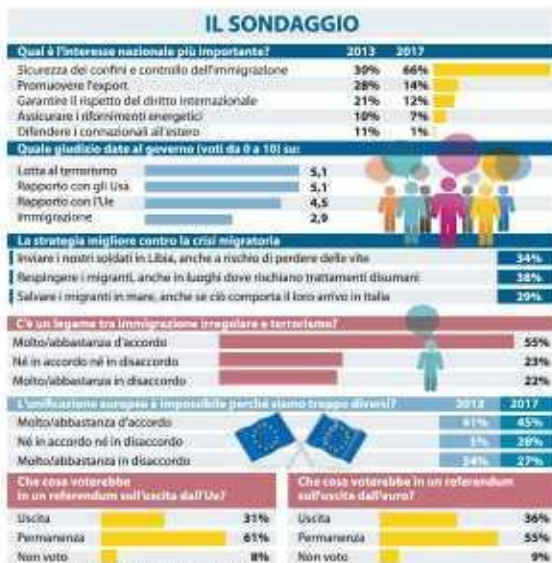 IL SONDAGGIO
Qual è l'interesse nazionale più importante? 2013 2017
Sicurezza dei confini e controllo dell'immigrazione 30% 66%
Promuovere l'export 28% 14%
Garantire il rispetto del diritto internazionale 21% 12%
Assicurare i rifornimenti energetici 10% 7%
Difendere i connazionali all'estero 11% 1%
Quale giudizio date al governo (voti da 0 a 10) su:
Lotta al terrorismo 5,1
Rapporto con gli Usa 5,1
Rapporto con l'Ue 4,5
Immigrazione 2,9
La strategia migliore contro la crisi migratoria
Inviare i nostri soldati in Libia, anche a rischio di perdere delle vite 34%
Respingere i migranti, anche in luoghi dove rischiano trattamenti disumani 38%
Salvare i migranti in mare, anche se ciò comporta il loro arrivo in Italia 29%
C'è un legame tra immigrazione irregolare e terrorismo?
Molto/abbastanza d'accordo 55%
Né in accordo né in disaccordo 23%
Molto/abbastanza in disaccordo 22%
L'unificazione europea è impossibile perché siamo troppo diversi? 2013 2017
Molto/abbastanza d'accordo 61% 45%
Né in accordo né in disaccordo 5% 28%
Molto/abbastanza in disaccordo 34% 27%
Che cosa voterebbe
in un referendum sull'uscita dall'Ue?
Uscita 31%
Permanenza 61%
Non voto 8%
Che cosa voterebbe in un referendum
sull'uscita dall'euro?
Uscita 36%
Permanenza 55%
Non voto 9%